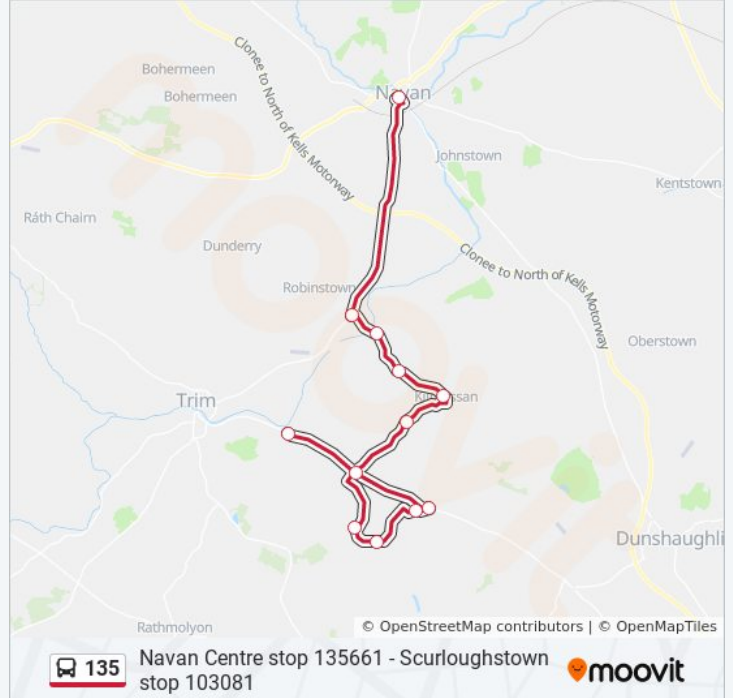 Clonee to North of Kells Motorway
Bohermeen
Bohermeen
Navan
Johnstown
Kentstown
Ráth Chairn
Dunderry
Clonee to North of Kells Motorway
Robinstown
Oberstown
Trim
Dunshaughli
Rathmolyon
moovit
© OpenStreetMap contributors | © OpenMapTiles
135
Navan Centre stop 135661 - Scurloughstown
stop 103081
moovit